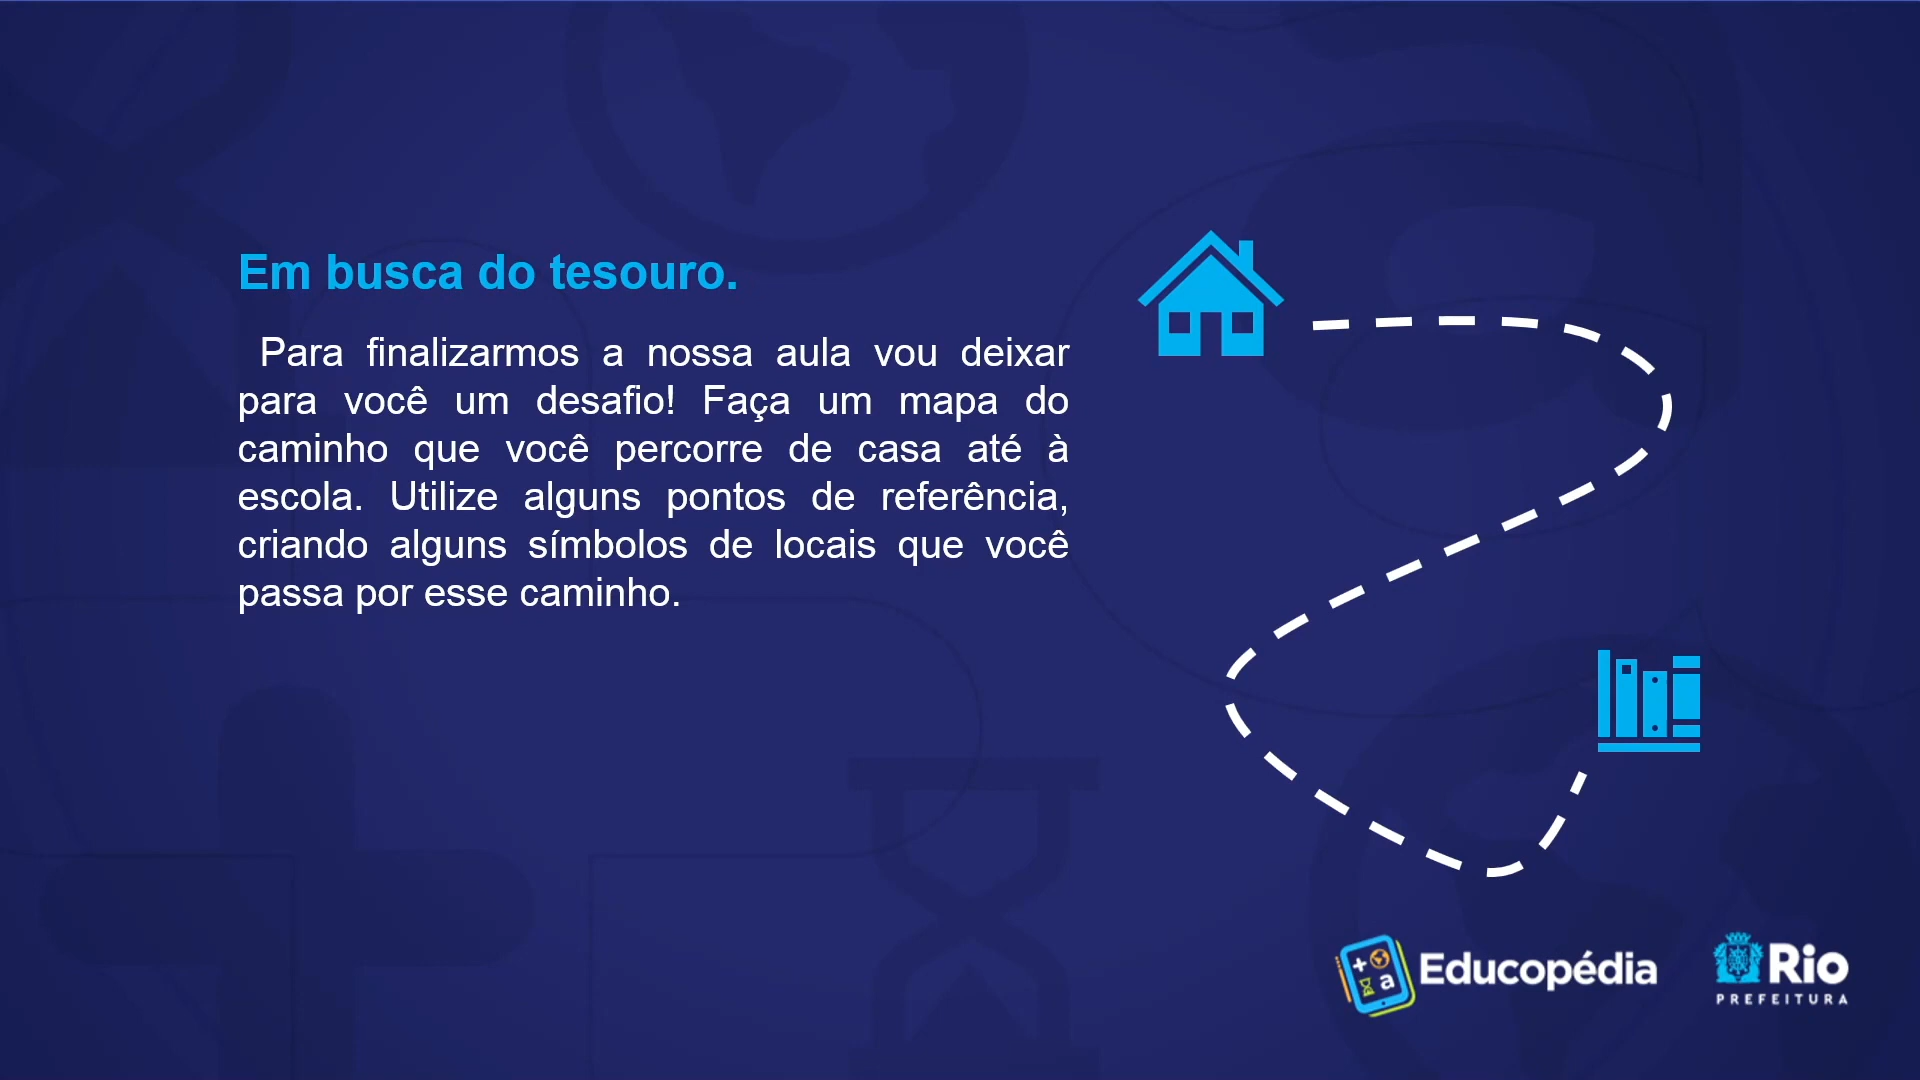 Em busca do tesouro.
Para finalizarmos a nossa aula vou deixar
para você um desafio! Faça um mapa do
caminho que você percorre de casa até à
escola. Utilize alguns pontos de referência,
criando alguns símbolos de locais que você
passa por esse caminho.
+
a
Educopédia
Rio
PREFEITURA